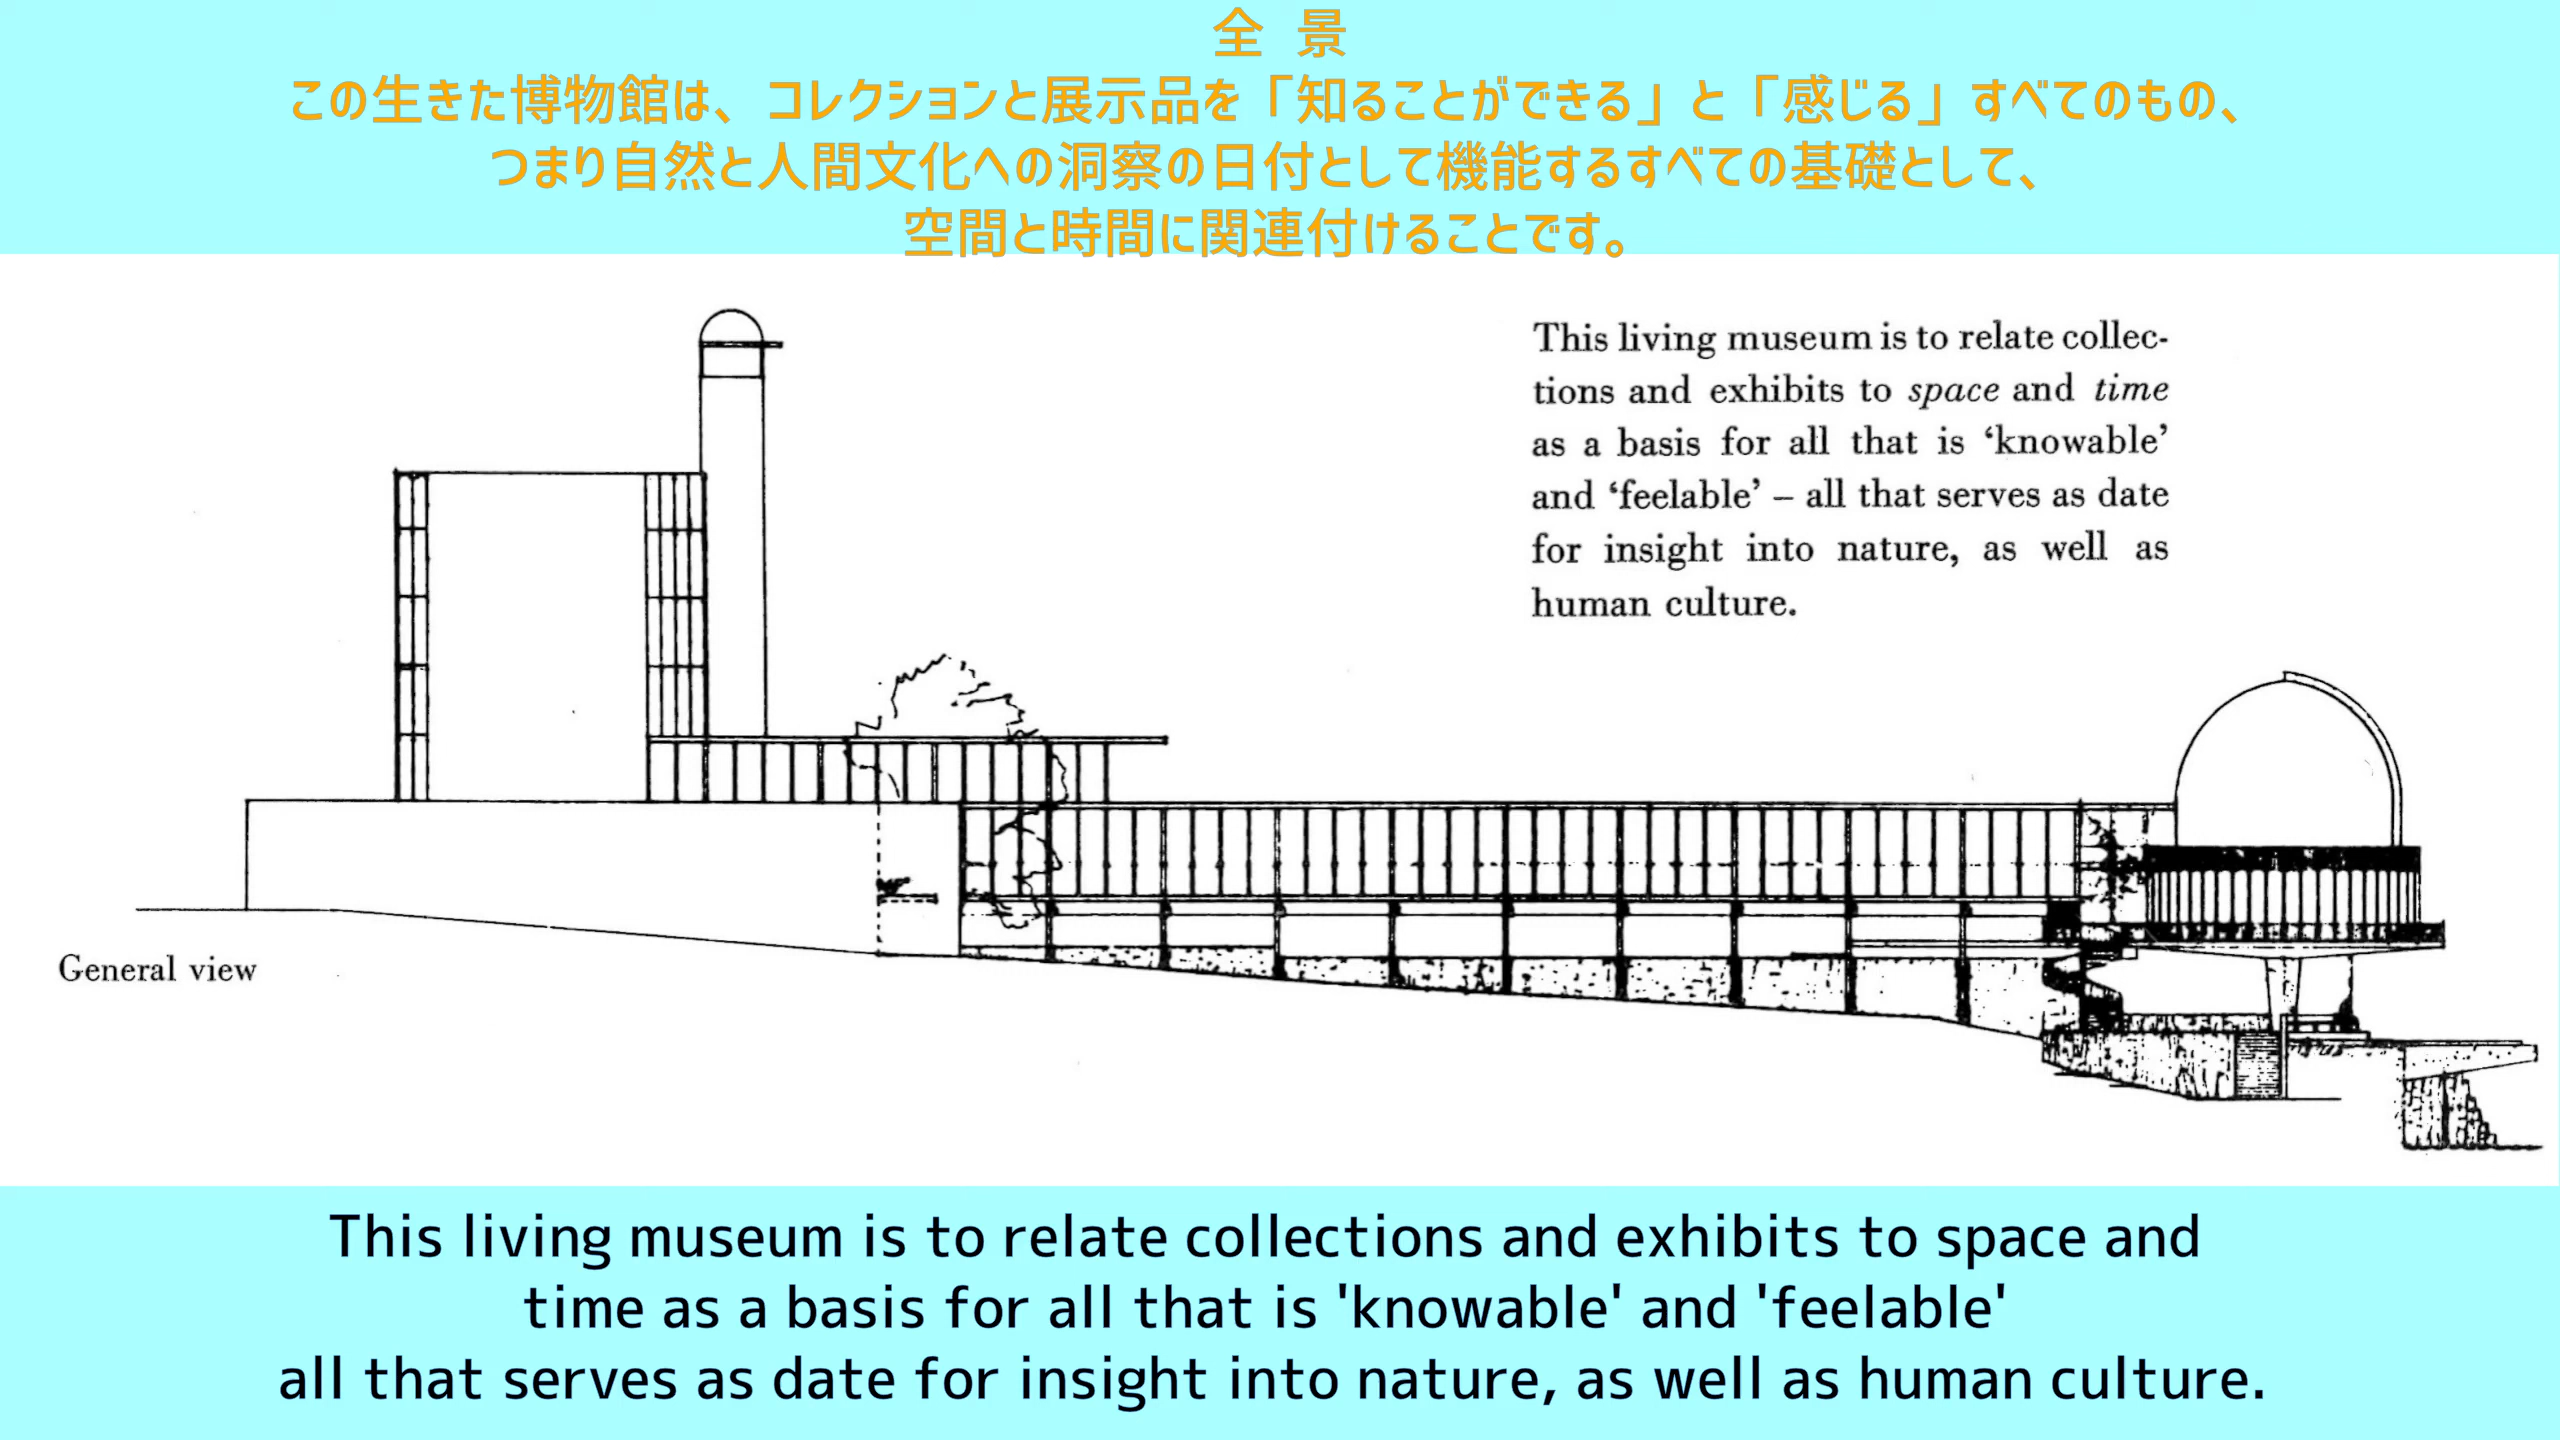 全 景
この生きた博物館は、コレクションと展示品を「知ることができる」と「感じる」すべてのもの、
つまり自然と人間文化への洞察の日付として機能するすべての基礎として、
空間と時間に関連付けることです。
This living museum is to relate collec-
tions and exhibits to space and time
as a basis for all that is ‘knowable’
and ‘feelable’ – all that serves as date
for insight into nature, as well as
human culture.
General view
This living museum is to relate collections and exhibits to space and
time as a basis for all that is 'knowable' and 'feelable'
all that serves as date for insight into nature, as well as human culture.